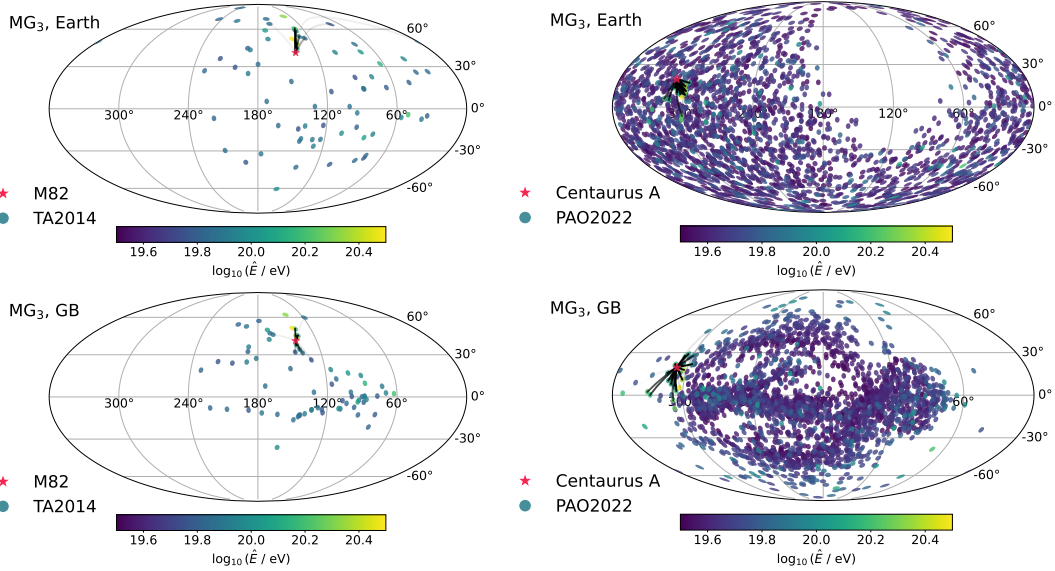 MG₃, Earth
60°
30°
300° 240° 180° 120° 60° 0°
-30°
-60°
M82
TA2014
19.6 19.8 20.0 20.2 20.4
log₁₀ (Ê / eV)
MG₃, Earth
60°
30°
180° 120° 60° 0°
-30°
-60°
Centaurus A
PAO2022
19.6 19.8 20.0 20.2 20.4
log₁₀ (Ê / eV)
MG₃, GB
60°
30°
300° 240° 180° 120° 60° 0°
-30°
-60°
M82
TA2014
19.6 19.8 20.0 20.2 20.4
log₁₀ (Ê / eV)
MG₃, GB
60°
30°
300° 60° 0°
-30°
-60°
Centaurus A
PAO2022
19.6 19.8 20.0 20.2 20.4
log₁₀ (Ê / eV)